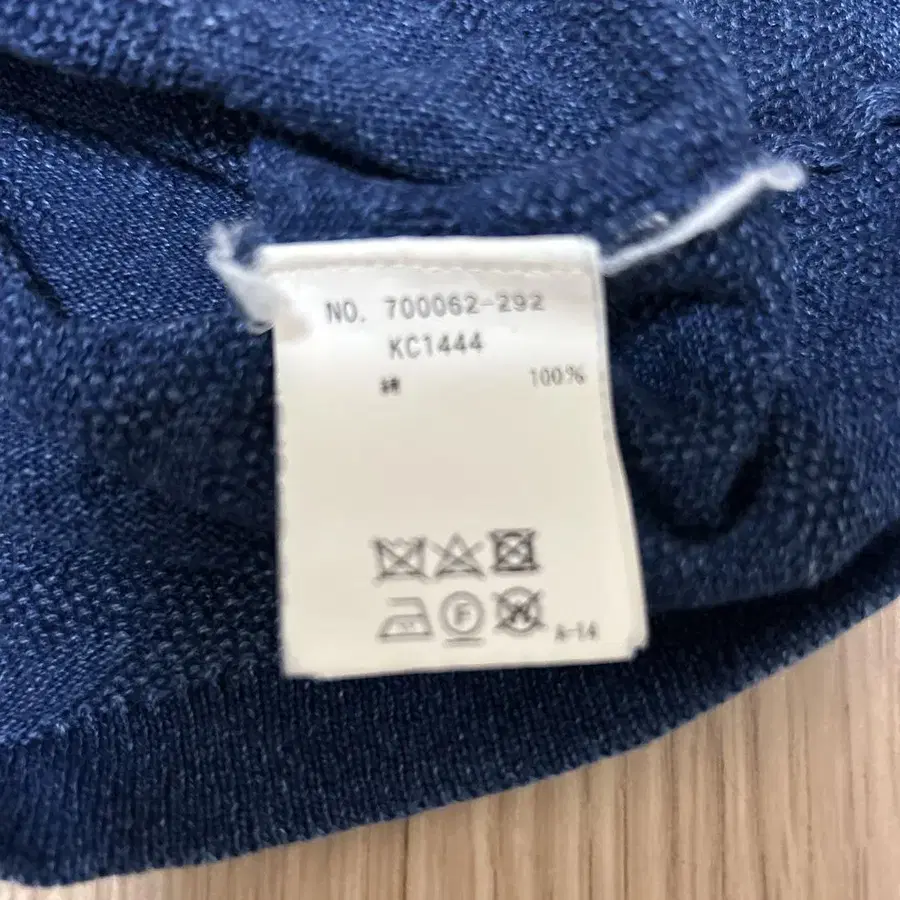 NO. 700062-292
KC1444
綿 100%
F
W
A-14